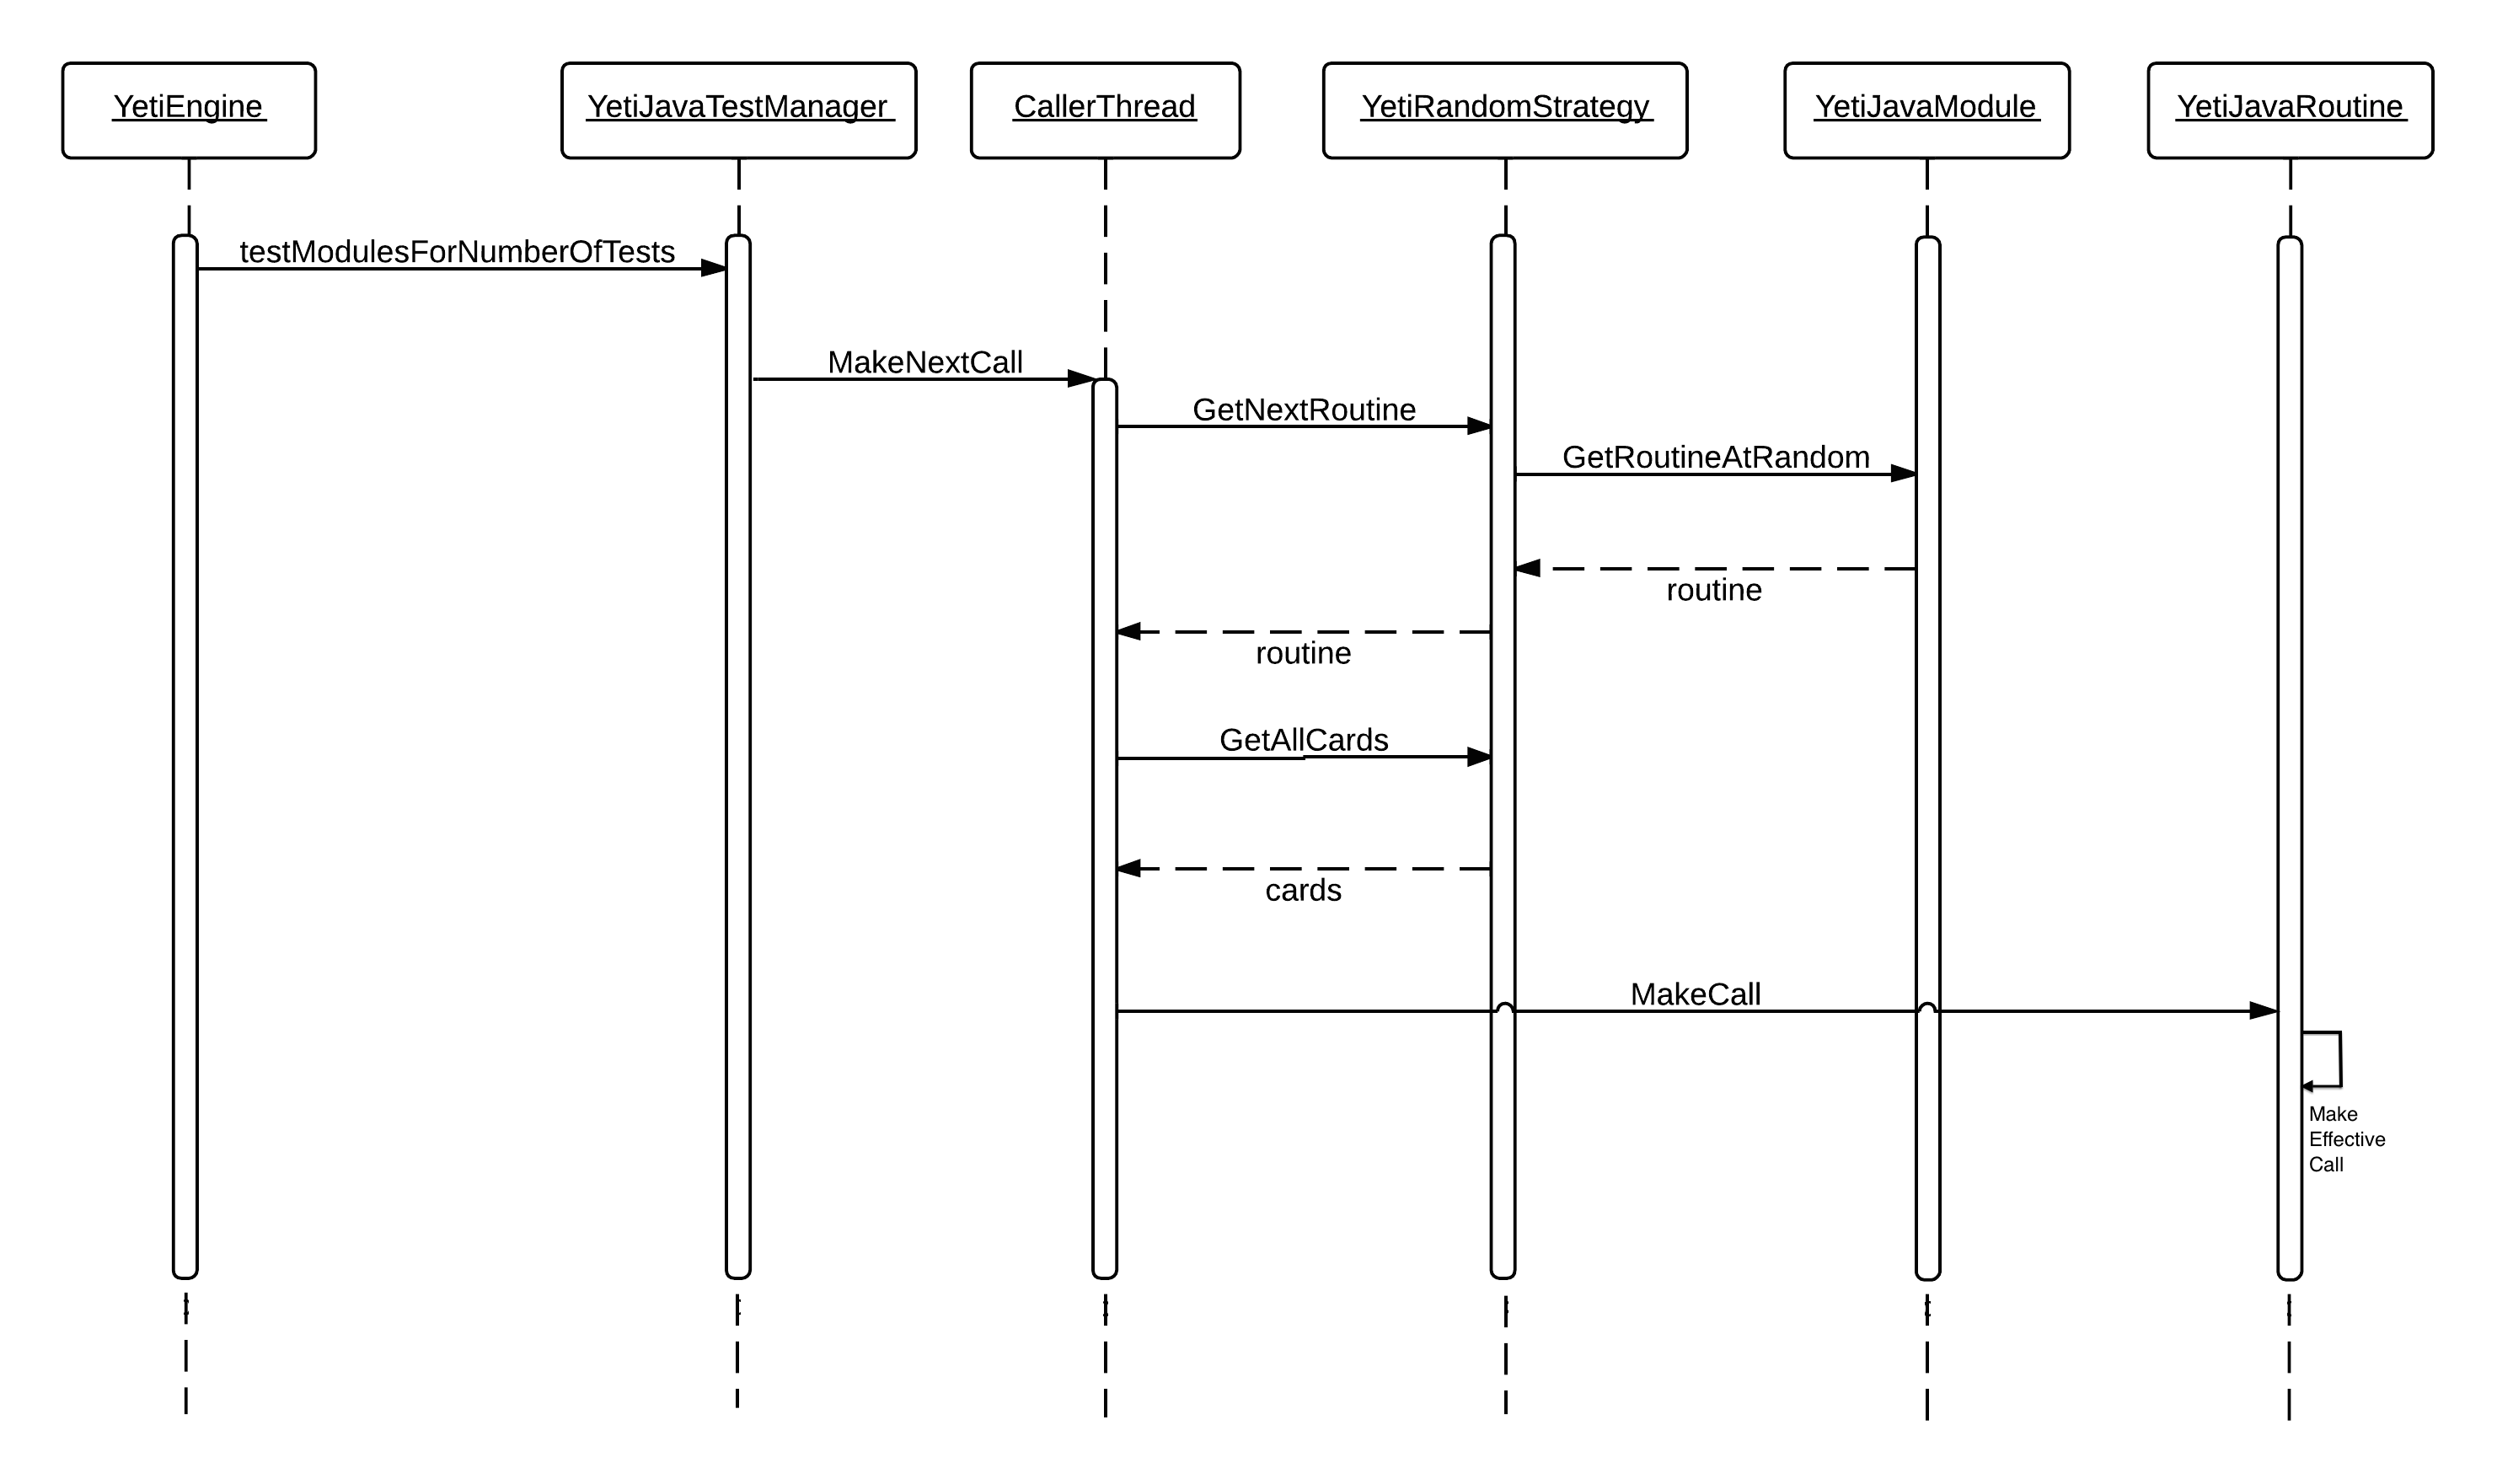 YetiEngine
YetiJavaTestManager
CallerThread
YetiRandomStrategy
YetiJavaModule
YetiJavaRoutine
testModulesForNumberOfTests
MakeNextCall
GetNextRoutine
GetRoutineAtRandom
routine
routine
GetAllCards
cards
MakeCall
Make
Effective
Call